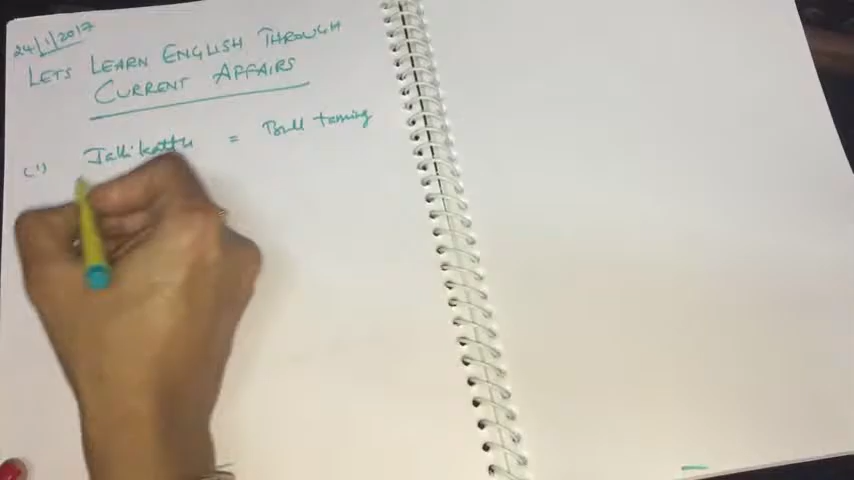 24/1/2017
LETS LEARN ENGLISH THROUGH
CURRENT AFFAIRS
(1) Jallikattu = Bull taming